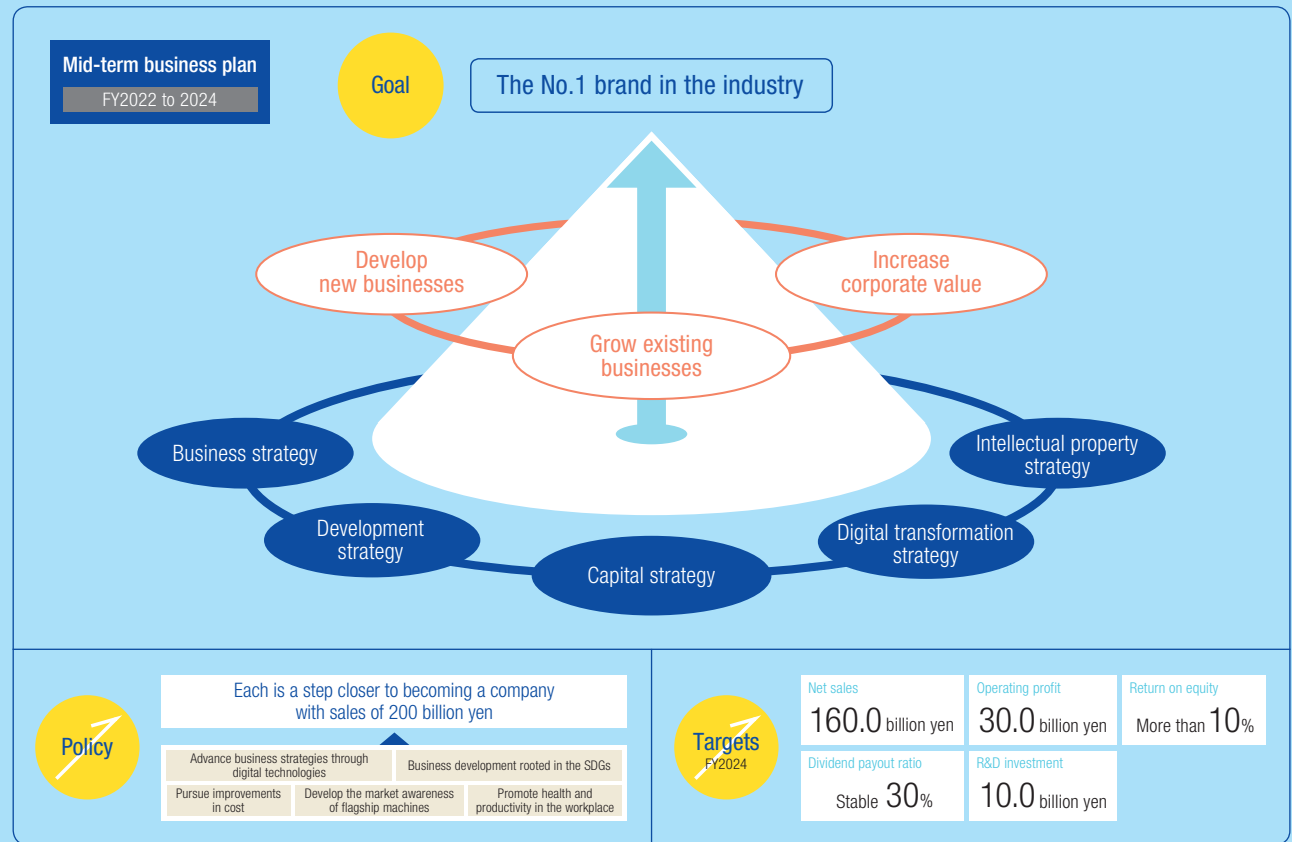 Mid-term business plan
FY2022 to 2024
Goal
The No.1 brand in the industry
Develop
new businesses
Increase
corporate value
Grow existing
businesses
Business strategy
Intellectual property
strategy
Development
strategy
Digital transformation
strategy
Capital strategy
Policy
Each is a step closer to becoming a company
with sales of 200 billion yen
Advance business strategies through
digital technologies
Business development rooted in the SDGs
Pursue improvements
in cost
Develop the market awareness
of flagship machines
Promote health and
productivity in the workplace
Targets
FY2024
Net sales
160.0 billion yen
Operating profit
30.0 billion yen
Return on equity
More than 10%
Dividend payout ratio
Stable 30%
R&D investment
10.0 billion yen